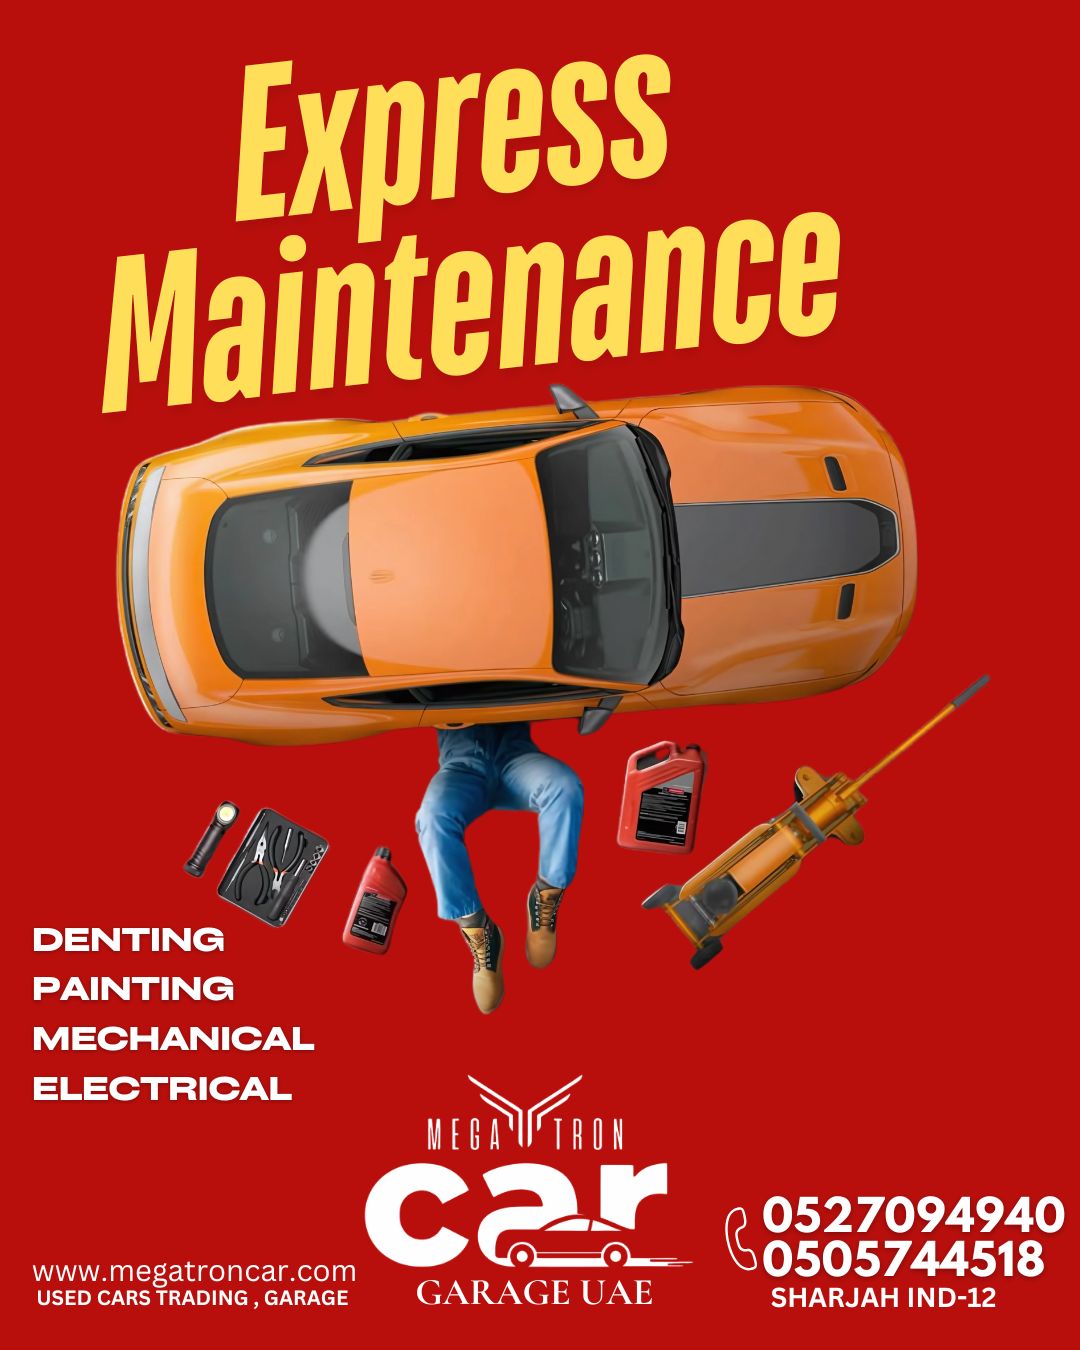 Express
Maintenance
DENTING
PAINTING
MECHANICAL
ELECTRICAL
MEGA TRON
car
GARAGE UAE
www.megatroncar.com
USED CARS TRADING , GARAGE
0527094940
0505744518
SHARJAH IND-12